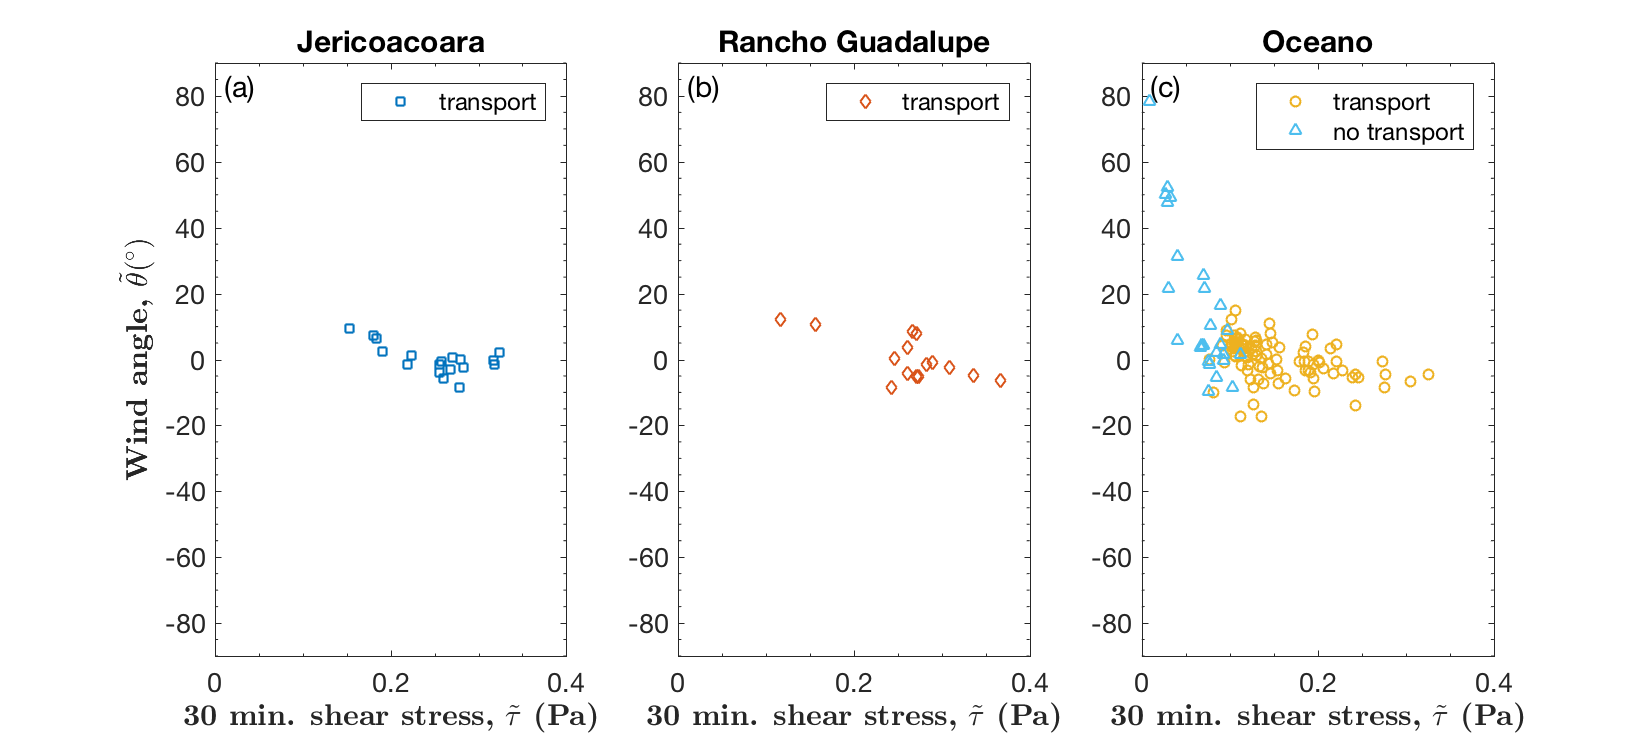 Jericoacoara
Rancho Guadalupe
Oceano
(a)
transport
80
60
40
20
0
-20
-40
-60
-80
0
0.2
0.4
30 min. shear stress, τ̃ (Pa)
Wind angle, θ̃(°)
(b)
transport
80
60
40
20
0
-20
-40
-60
-80
0
0.2
0.4
30 min. shear stress, τ̃ (Pa)
(c)
transport
no transport
80
60
40
20
0
-20
-40
-60
-80
0
0.2
0.4
30 min. shear stress, τ̃ (Pa)